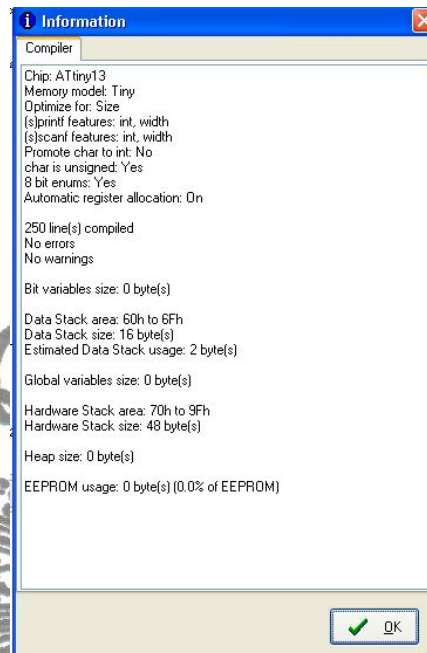 Information
Compiler
Chip: ATtiny13
Memory model: Tiny
Optimize for: Size
(s)printf features: int, width
(s)scanf features: int, width
Promote char to int: No
char is unsigned: Yes
8 bit enums: Yes
Automatic register allocation: On
250 line(s) compiled
No errors
No warnings
Bit variables size: 0 byte(s)
Data Stack area: 60h to 6Fh
Data Stack size: 16 byte(s)
Estimated Data Stack usage: 2 byte(s)
Global variables size: 0 byte(s)
Hardware Stack area: 70h to 9Fh
Hardware Stack size: 48 byte(s)
Heap size: 0 byte(s)
EEPROM usage: 0 byte(s) (0.0% of EEPROM)
OK